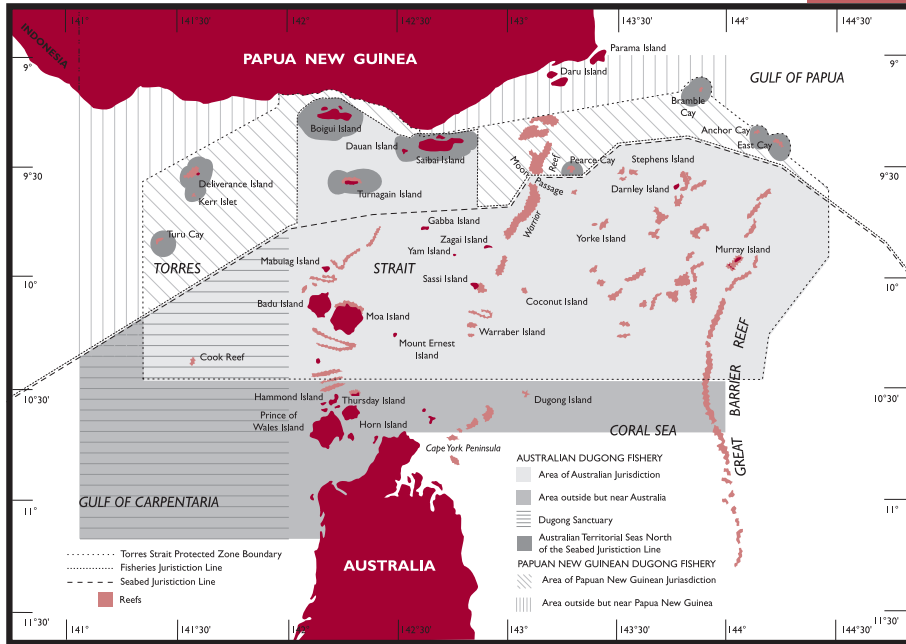 141°
141°30'
142°
142°30'
143°
143°30'
144°
144°30'
INDONESIA
PAPUA NEW GUINEA
Parama Island
Daru Island
GULF OF PAPUA
9°
9°
Bramble
Cay
Boigui Island
Anchor Cay
East Cay
Dauan Island
Saibai Island
Moon Passage
Reef
Pearce Cay
Stephens Island
9°30'
9°30'
Deliverance Island
Kerr Islet
Turnagain Island
Darnley Island
Warrior
Gabba Island
Turu Cay
Zagai Island
Yam Island
Yorke Island
Murray Island
TORRES
STRAIT
Mabuiag Island
10°
10°
Sassi Island
Badu Island
Moa Island
Coconut Island
Mount Ernest
Island
Warraber Island
Cook Reef
GREAT BARRIER REEF
10°30'
10°30'
Hammond Island
Thursday Island
Dugong Island
Prince of
Wales Island
Horn Island
CORAL SEA
Cape York Peninsula
AUSTRALIAN DUGONG FISHERY
Area of Australian Jurisdiction
Area outside but near Australia
GULF OF CARPENTARIA
11°
11°
Dugong Sanctuary
Australian Territorial Seas North
of the Seabed Juristiction Line
Torres Strait Protected Zone Boundary
Fisheries Juristiction Line
Seabed Juristiction Line
Reefs
AUSTRALIA
PAPUAN NEW GUINEAN DUGONG FISHERY
Area of Papuan New Guinean Juriasdiction
Area outside but near Papua New Guinea
11°30'
11°30'
141°
141°30'
142°
142°30'
143°
143°30'
144°
144°30'